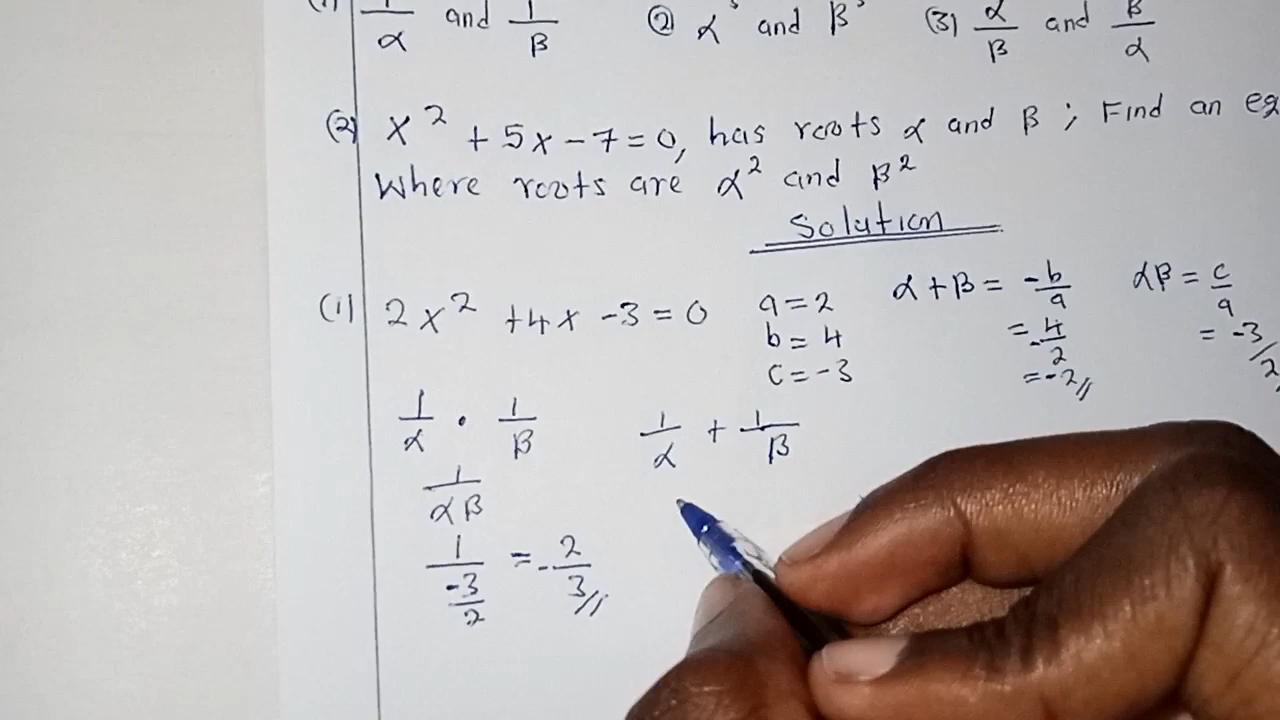 1/α and 1/β (2) α³ and β³ (3) α/β and β/α
(2) x² + 5x - 7 = 0, has roots α and β ; Find an eq
Where roots are α² and β²
Solution
(1) 2x² + 4x - 3 = 0 a = 2 α + β = -b/a αβ = c/a
b = 4 = -4/2 = -3/2
c = -3 = -2//
1/α · 1/β 1/α + 1/β
1/αβ
1/(-3/2) = -2/3//